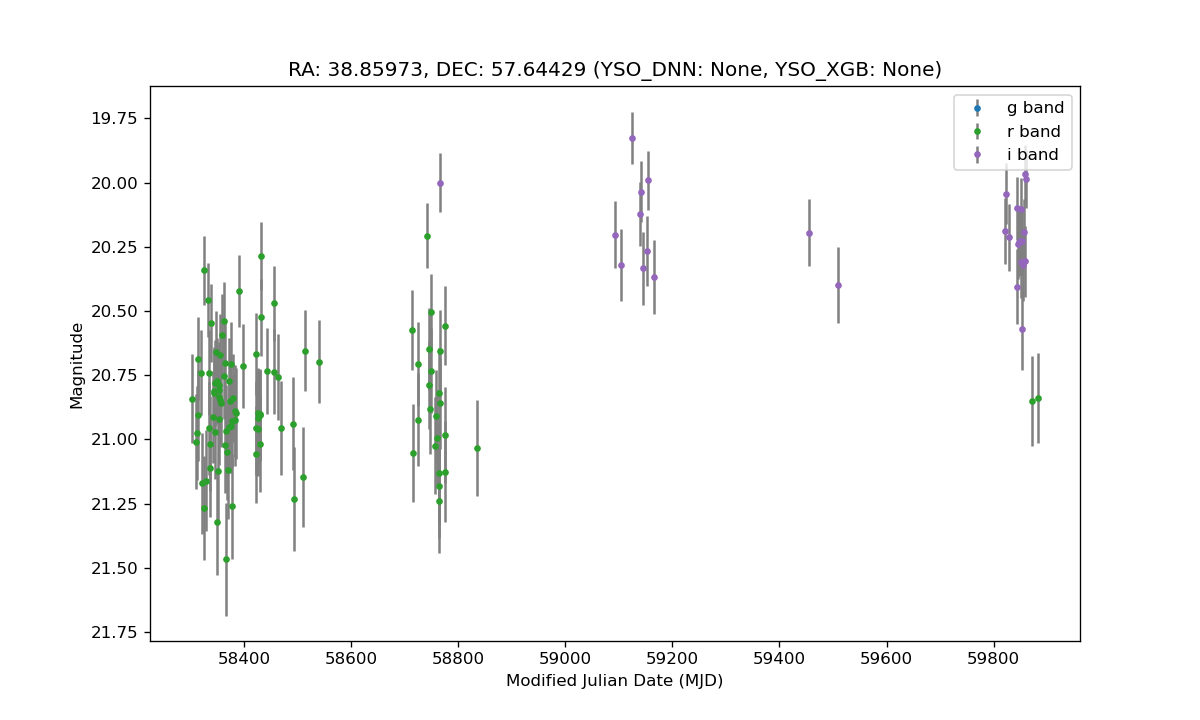 RA: 38.85973, DEC: 57.64429 (YSO_DNN: None, YSO_XGB: None)
g band
r band
i band
Magnitude
19.75
20.00
20.25
20.50
20.75
21.00
21.25
21.50
21.75
58400 58600 58800 59000 59200 59400 59600 59800
Modified Julian Date (MJD)